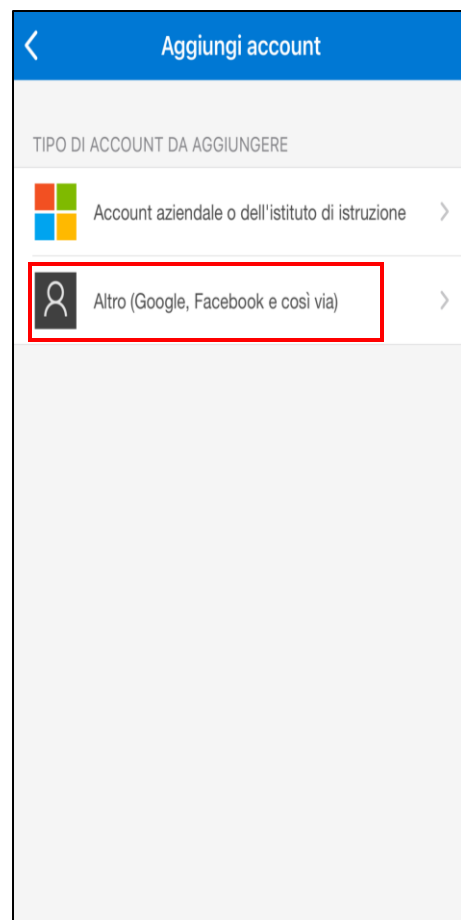 Aggiungi account
TIPO DI ACCOUNT DA AGGIUNGERE
Account aziendale o dell'istituto di istruzione
Altro (Google, Facebook e così via)